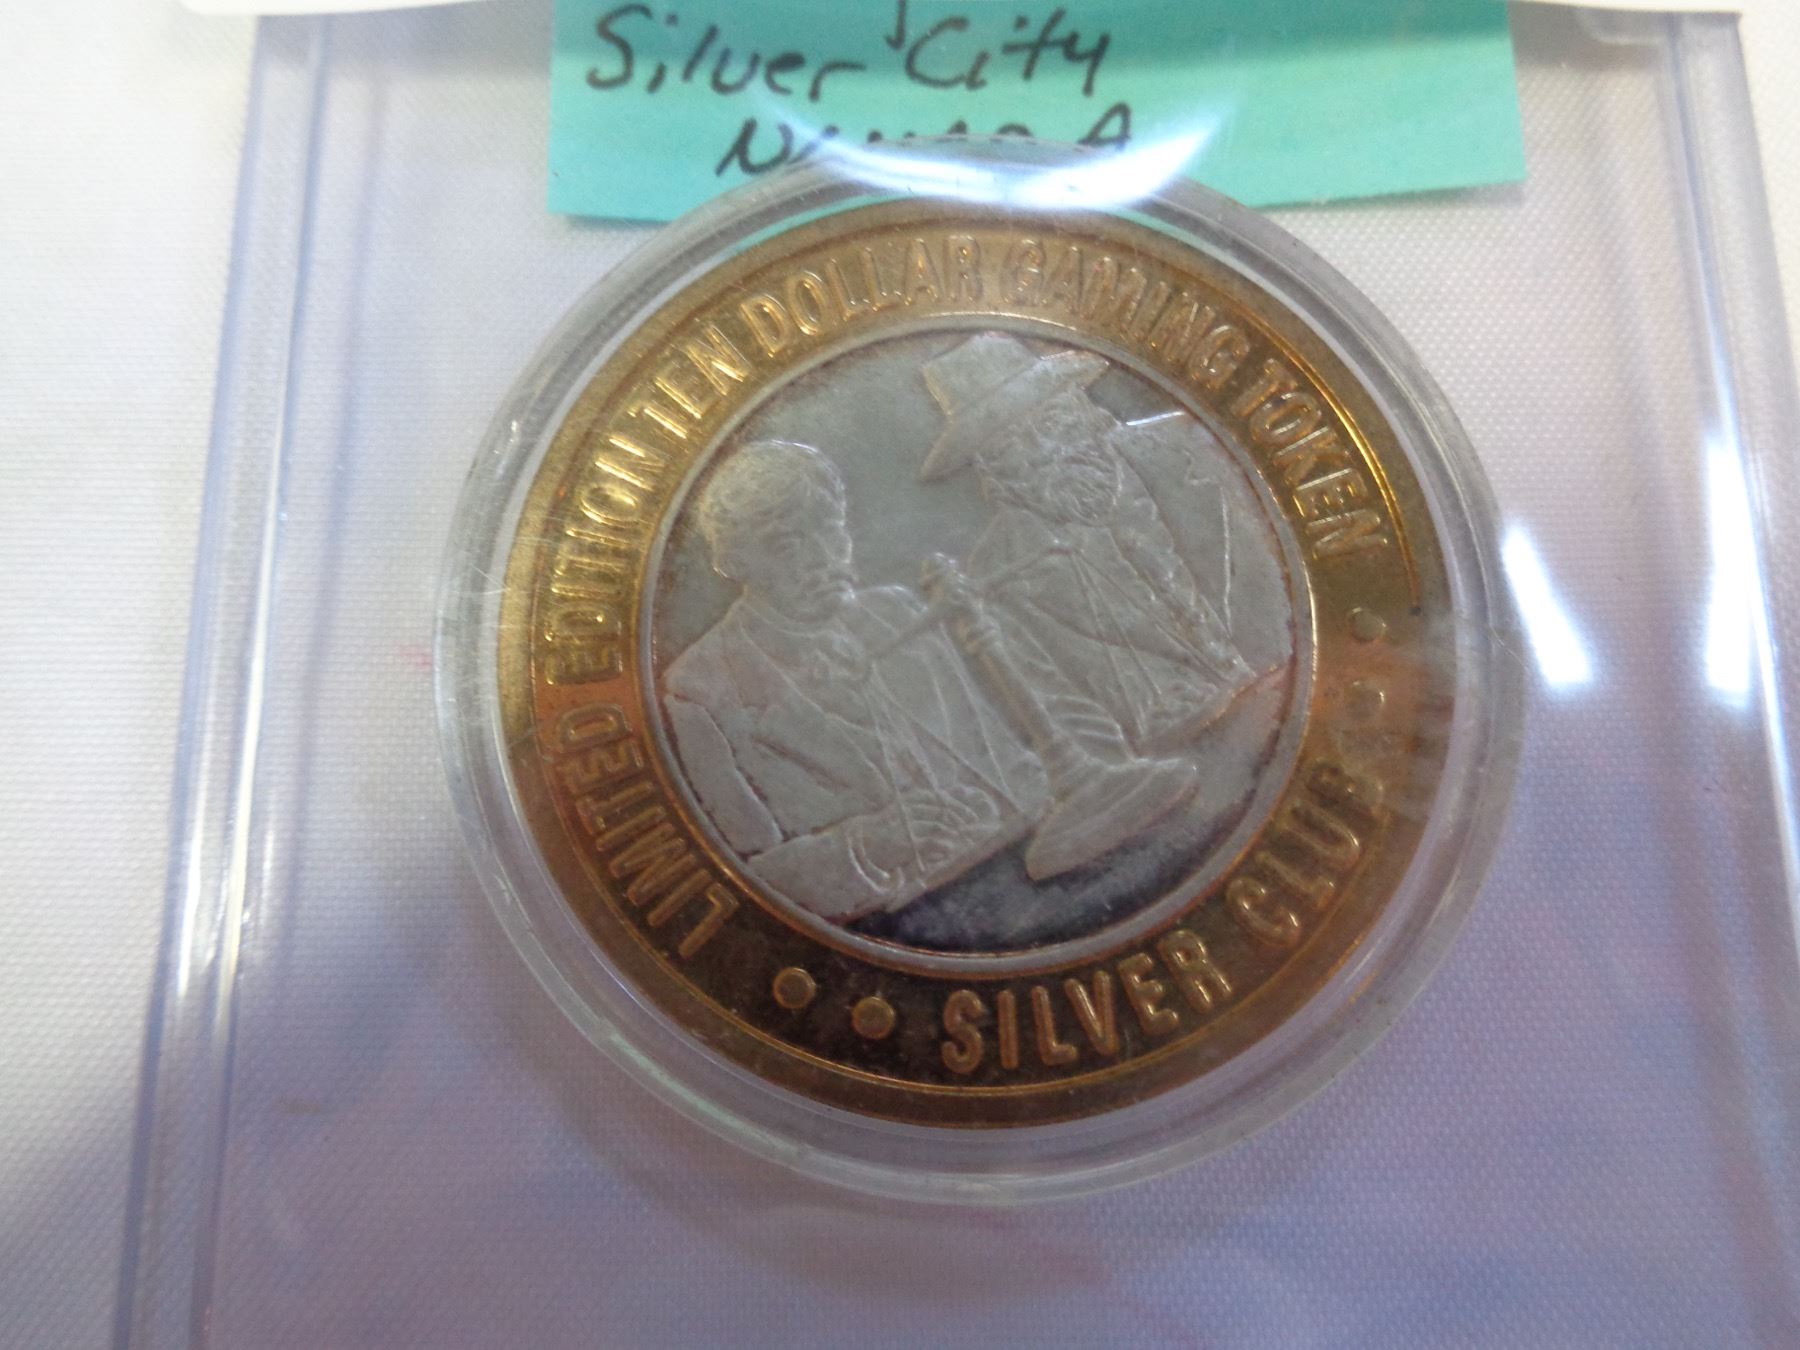 Silver City
LIMITED EDITION TEN DOLLAR GAMING TOKEN
SILVER CLUB